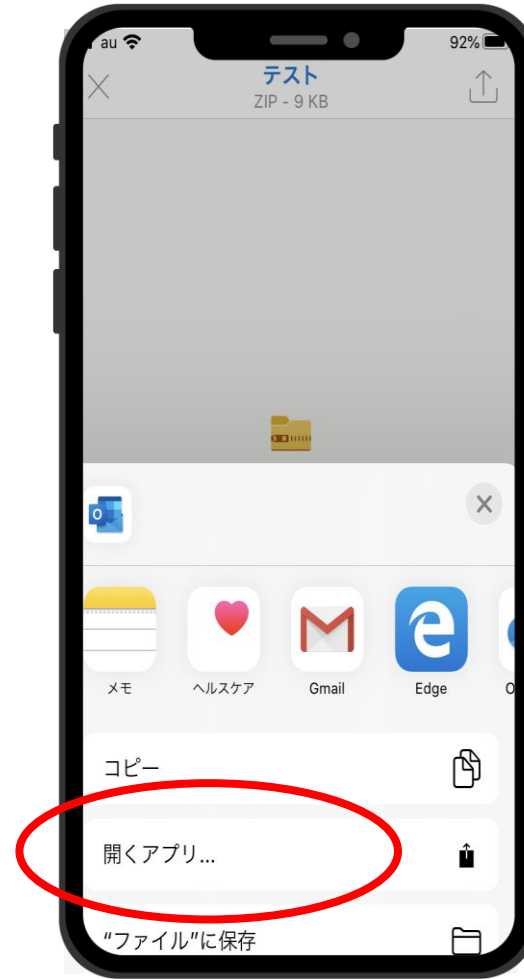 au 92%
テスト
ZIP - 9 KB
メモ ヘルスケア Gmail Edge
コピー
開くアプリ...
“ファイル”に保存